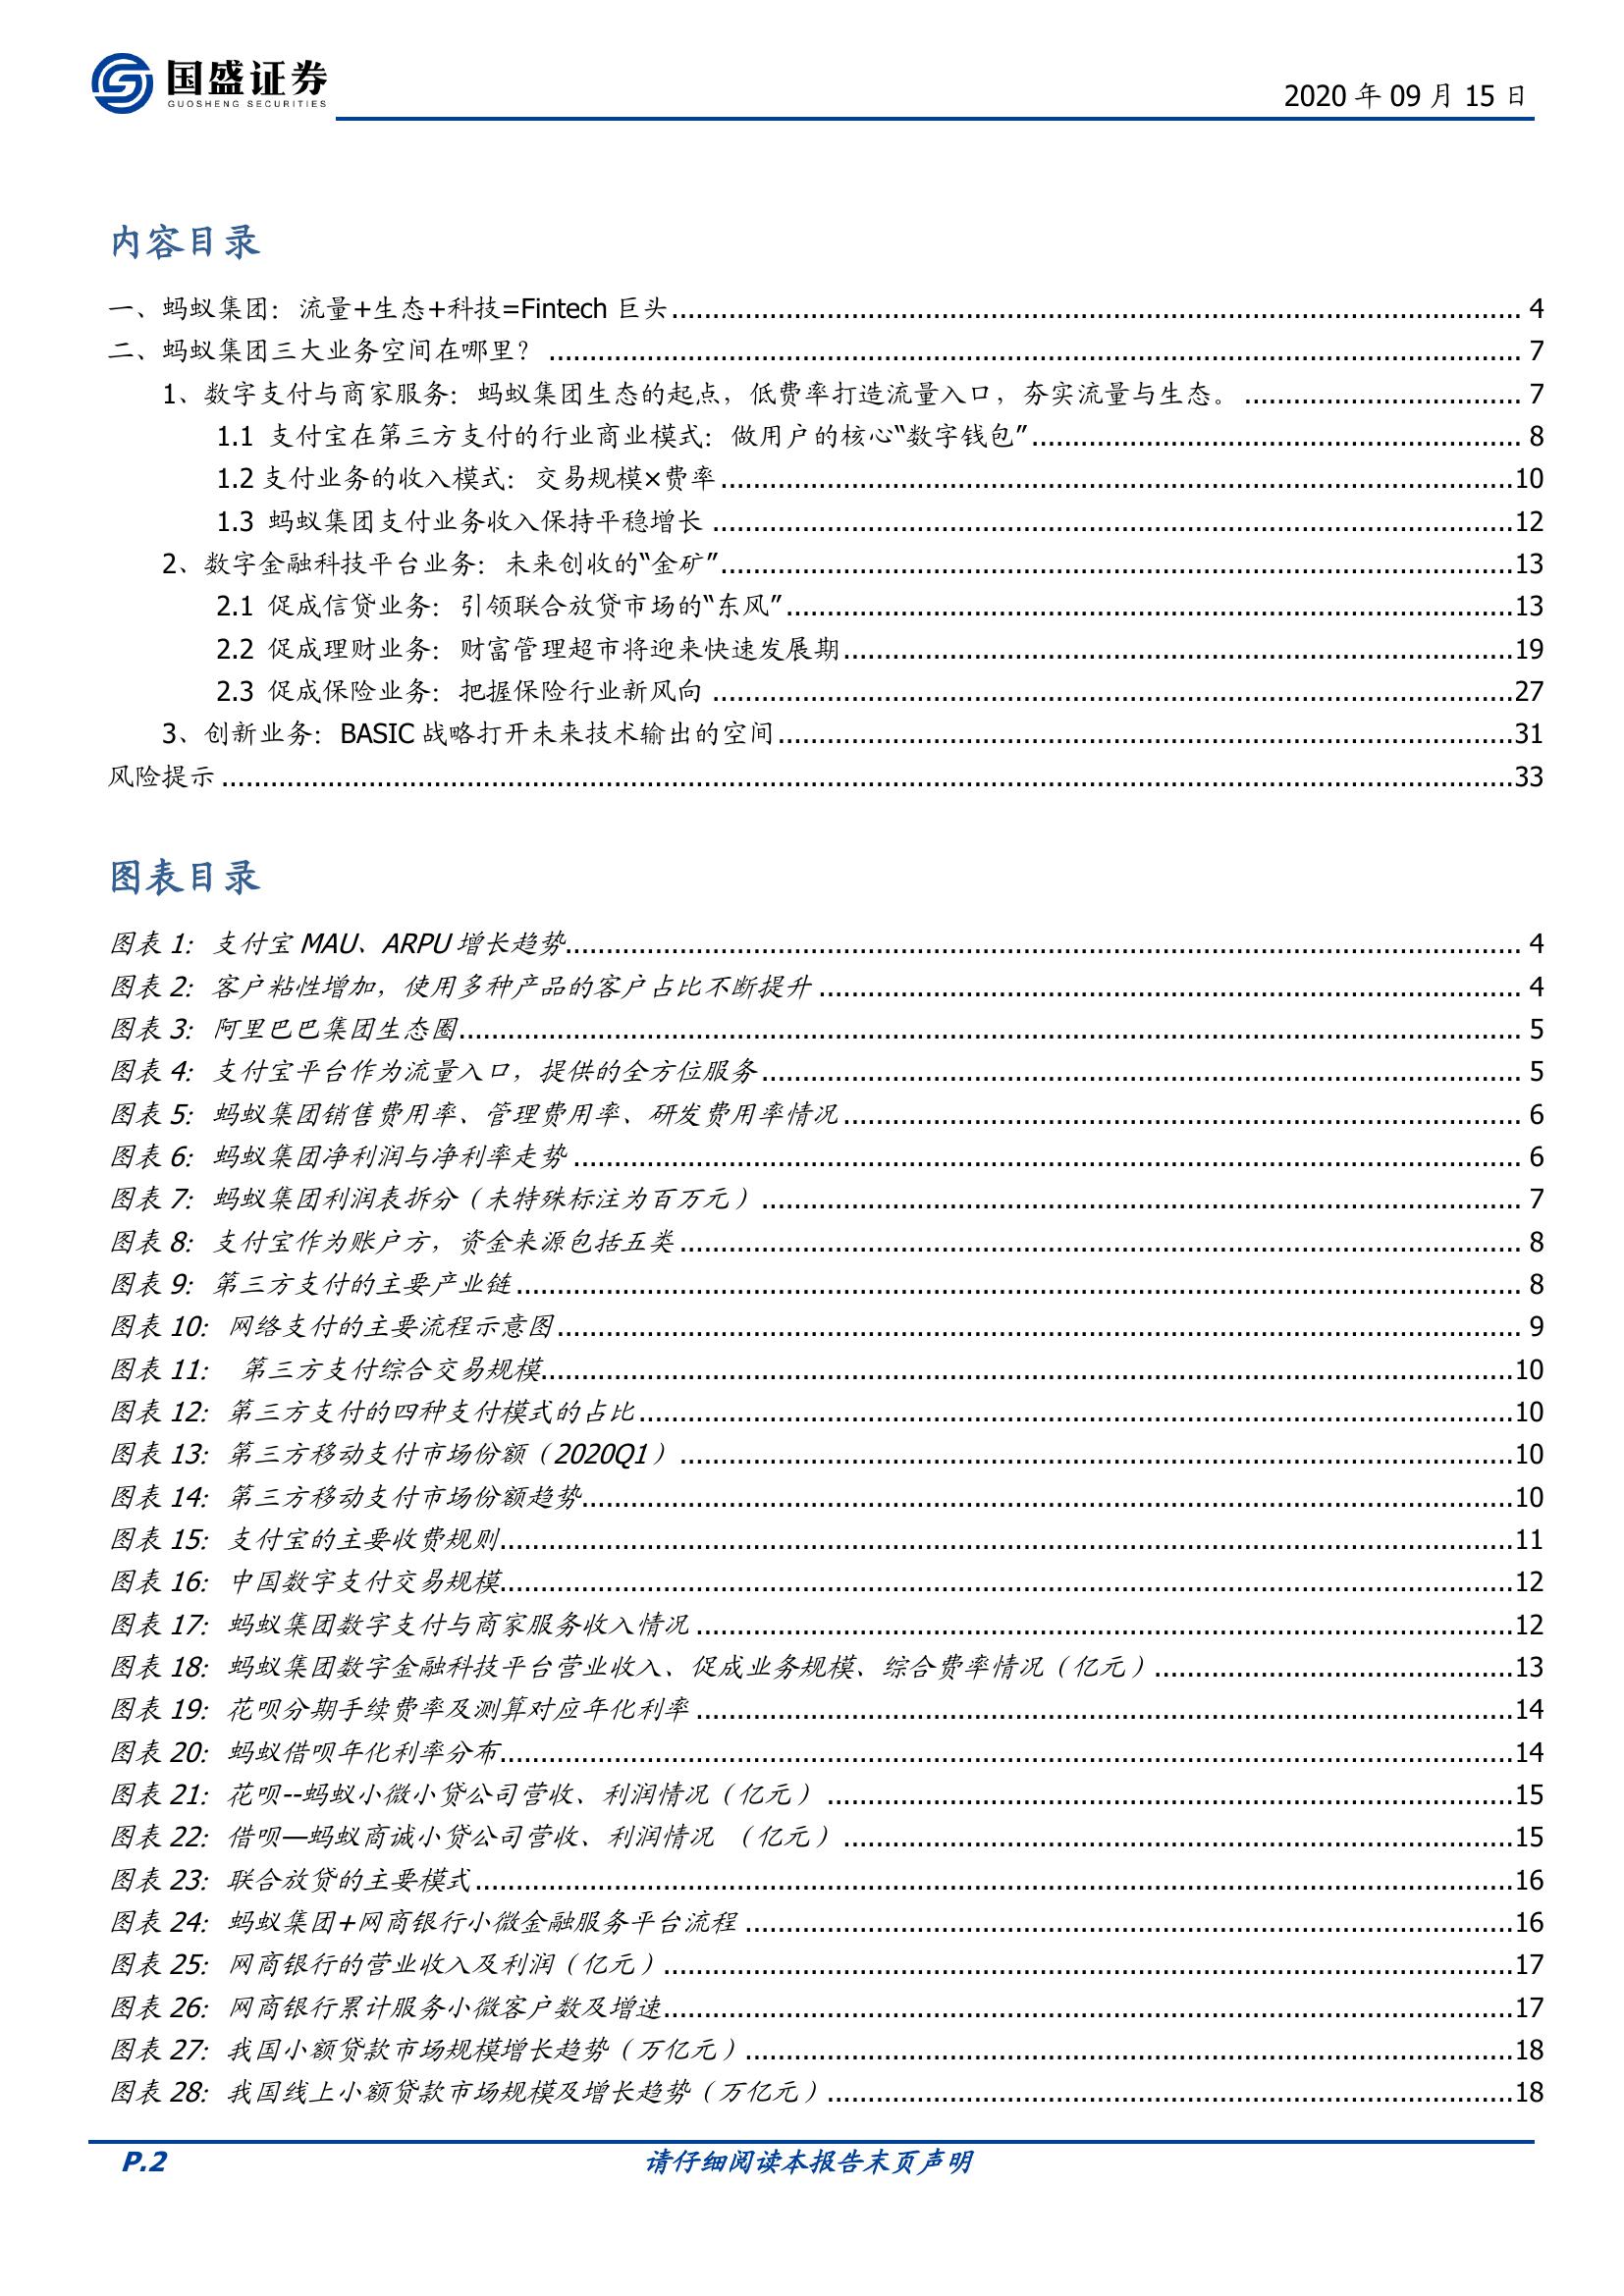 国盛证券
GUOSHENG SECURITIES
2020 年 09 月 15 日
内容目录
一、蚂蚁集团：流量+生态+科技=Fintech 巨头 4
二、蚂蚁集团三大业务空间在哪里？ 7
1、数字支付与商家服务：蚂蚁集团生态的起点，低费率打造流量入口，夯实流量与生态。 7
1.1 支付宝在第三方支付的行业商业模式：做用户的核心“数字钱包” 8
1.2 支付业务的收入模式：交易规模×费率 10
1.3 蚂蚁集团支付业务收入保持平稳增长 12
2、数字金融科技平台业务：未来创收的“金矿” 13
2.1 促成信贷业务：引领联合放贷市场的“东风” 13
2.2 促成理财业务：财富管理超市将迎来快速发展期 19
2.3 促成保险业务：把握保险行业新风向 27
3、创新业务：BASIC 战略打开未来技术输出的空间 31
风险提示 33
图表目录
图表 1：支付宝 MAU、ARPU 增长趋势 4
图表 2：客户粘性增加，使用多种产品的客户占比不断提升 4
图表 3：阿里巴巴集团生态圈 5
图表 4：支付宝平台作为流量入口，提供的全方位服务 5
图表 5：蚂蚁集团销售费用率、管理费用率、研发费用率情况 6
图表 6：蚂蚁集团净利润与净利率走势 6
图表 7：蚂蚁集团利润表拆分（未特殊标注为百万元） 7
图表 8：支付宝作为账户方，资金来源包括五类 8
图表 9：第三方支付的主要产业链 8
图表 10：网络支付的主要流程示意图 9
图表 11： 第三方支付综合交易规模 10
图表 12：第三方支付的四种支付模式的占比 10
图表 13：第三方移动支付市场份额（2020Q1） 10
图表 14：第三方移动支付市场份额趋势 10
图表 15：支付宝的主要收费规则 11
图表 16：中国数字支付交易规模 12
图表 17：蚂蚁集团数字支付与商家服务收入情况 12
图表 18：蚂蚁集团数字金融科技平台营业收入、促成业务规模、综合费率情况（亿元） 13
图表 19：花呗分期手续费率及测算对应年化利率 14
图表 20：蚂蚁借呗年化利率分布 14
图表 21：花呗--蚂蚁小微小贷公司营收、利润情况（亿元） 15
图表 22：借呗—蚂蚁商诚小贷公司营收、利润情况 （亿元） 15
图表 23：联合放贷的主要模式 16
图表 24：蚂蚁集团+网商银行小微金融服务平台流程 16
图表 25：网商银行的营业收入及利润（亿元） 17
图表 26：网商银行累计服务小微客户数及增速 17
图表 27：我国小额贷款市场规模增长趋势（万亿元） 18
图表 28：我国线上小额贷款市场规模及增长趋势（万亿元） 18
P.2 请仔细阅读本报告末页声明